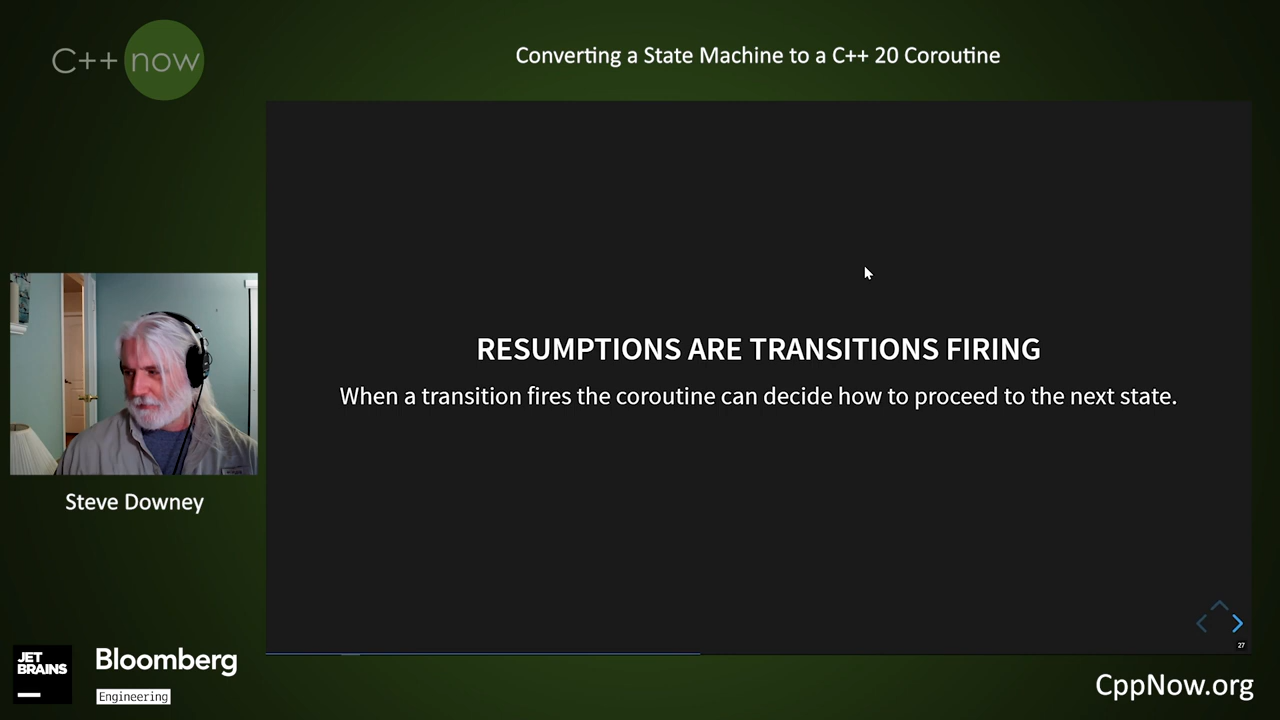 C++ now
Converting a State Machine to a C++ 20 Coroutine
RESUMPTIONS ARE TRANSITIONS FIRING
When a transition fires the coroutine can decide how to proceed to the next state.
Steve Downey
JET
BRAINS
Bloomberg
Engineering
27
CppNow.org